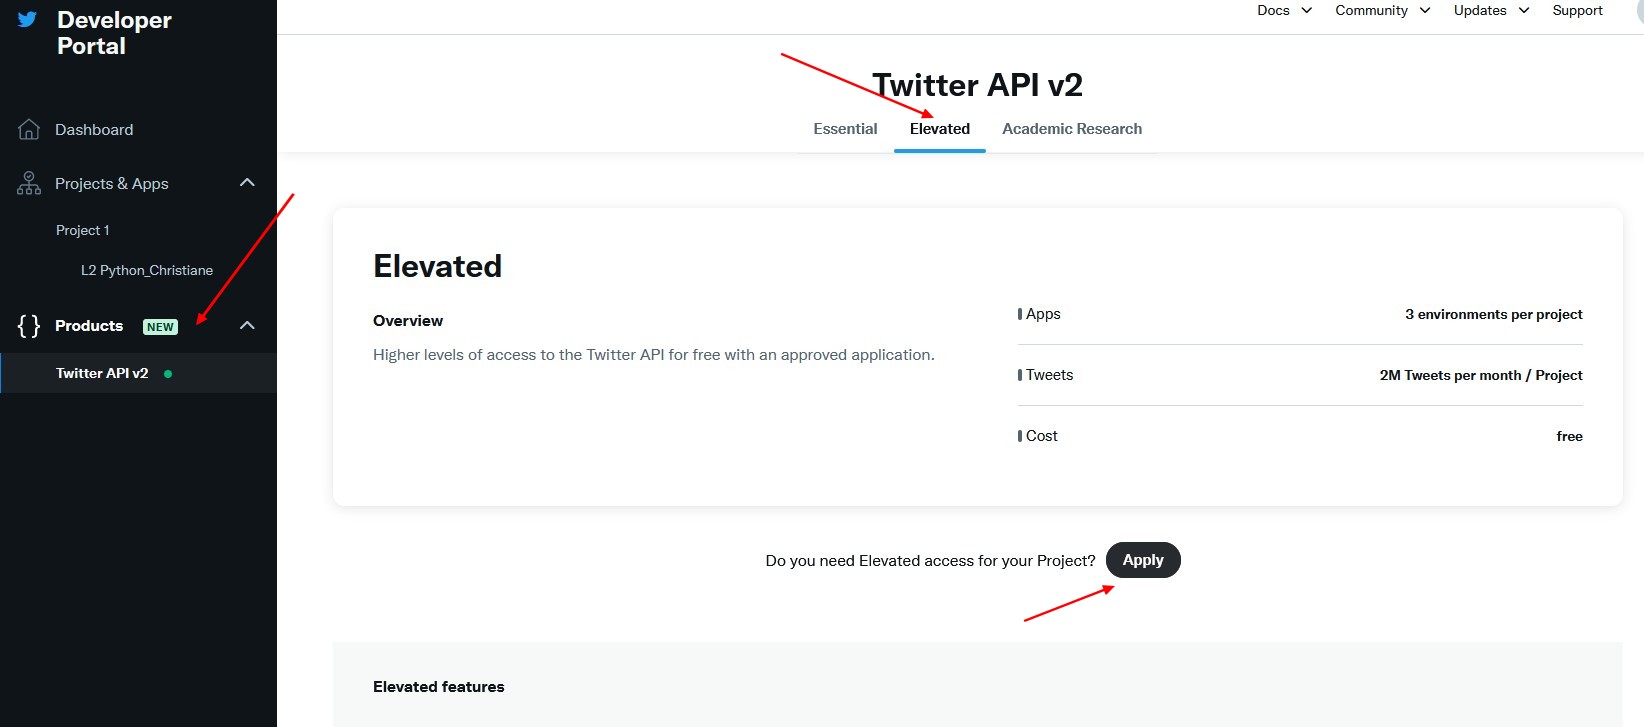 Developer
Portal
Docs
Community
Updates
Support
Twitter API v2
Essential
Elevated
Academic Research
Dashboard
Projects & Apps
Project 1
L2 Python_Christiane
{ } Products NEW
Twitter API v2
Elevated
Overview
Higher levels of access to the Twitter API for free with an approved application.
Apps 3 environments per project
Tweets 2M Tweets per month / Project
Cost free
Do you need Elevated access for your Project? Apply
Elevated features